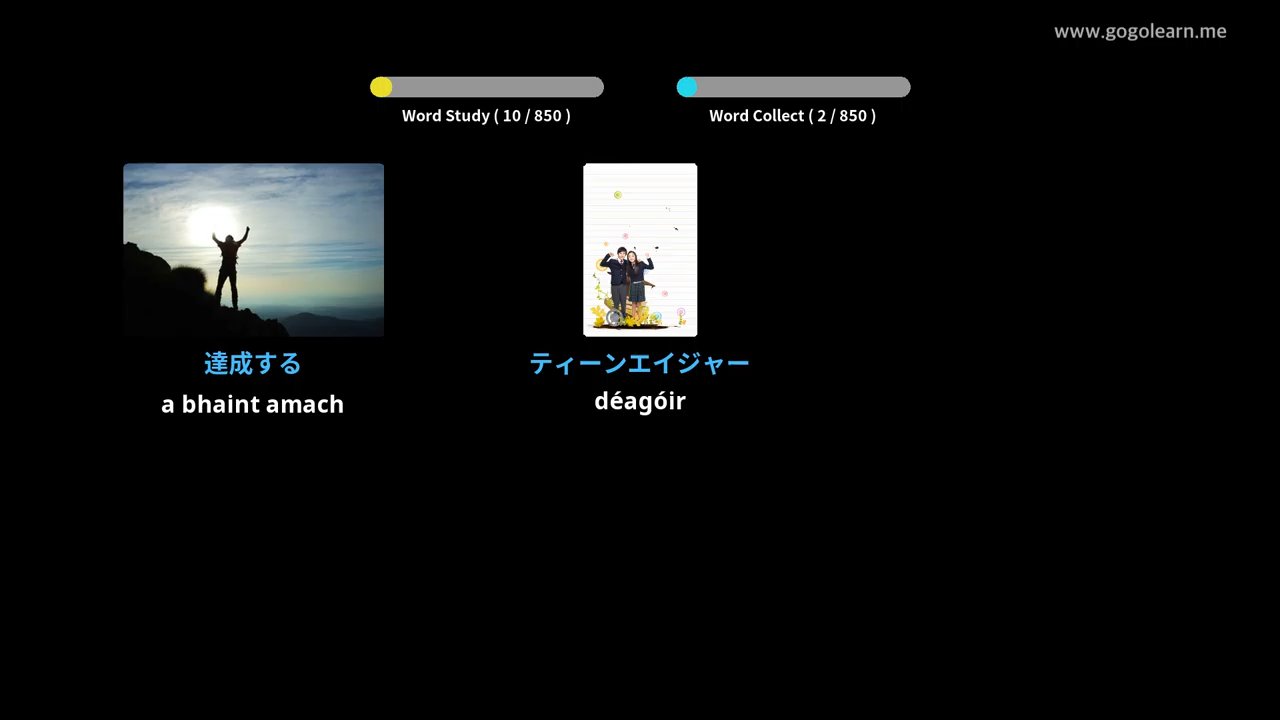 www.gogolearn.me
Word Study ( 10 / 850 )
Word Collect ( 2 / 850 )
達成する
ティーンエイジャー
a bhaint amach
déagóir